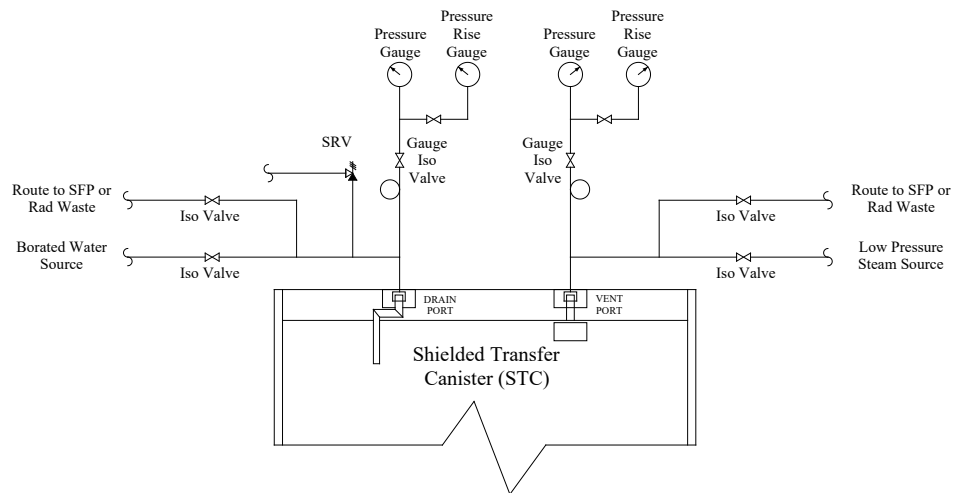 Pressure
Gauge
Pressure
Rise
Gauge
Pressure
Gauge
Pressure
Rise
Gauge
SRV
Gauge
Iso
Valve
Gauge
Iso
Valve
Route to SFP or
Rad Waste
Iso Valve
Iso Valve
Route to SFP or
Rad Waste
Borated Water
Source
Iso Valve
Iso Valve
Low Pressure
Steam Source
DRAIN
PORT
VENT
PORT
Shielded Transfer
Canister (STC)